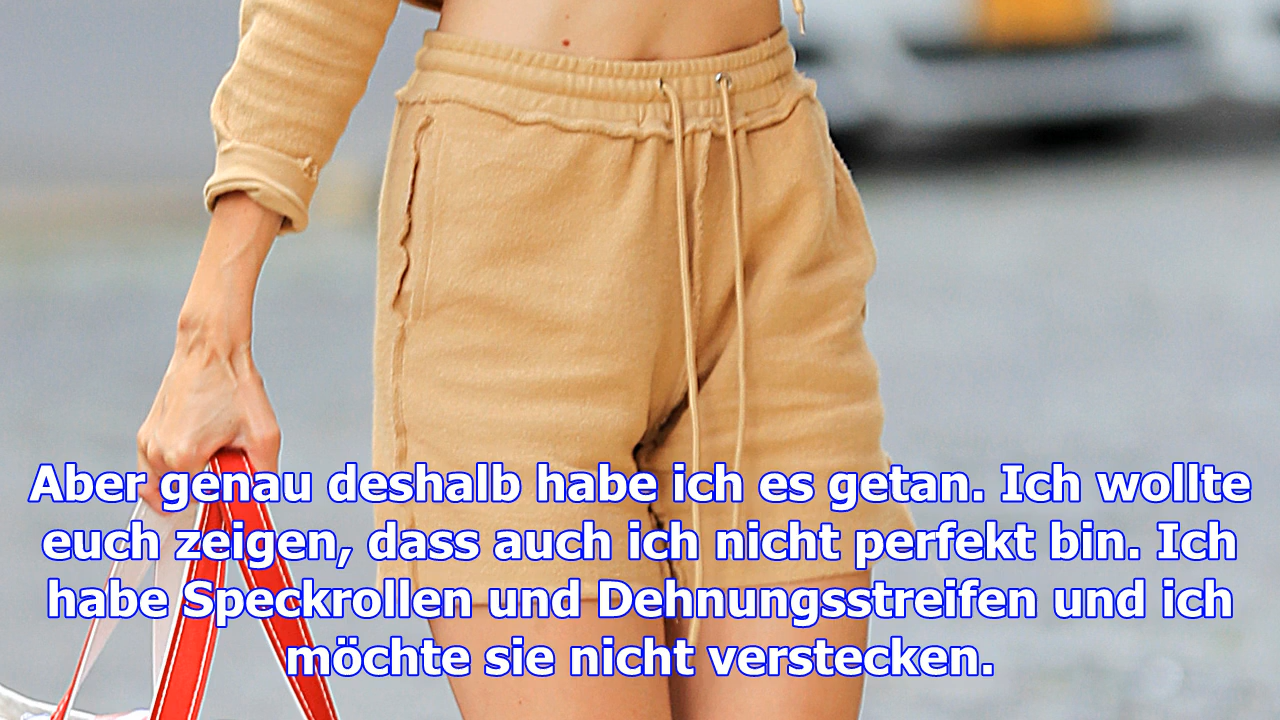 Aber genau deshalb habe ich es getan. Ich wollte
euch zeigen, dass auch ich nicht perfekt bin. Ich
habe Speckrollen und Dehnungsstreifen und ich
möchte sie nicht verstecken.